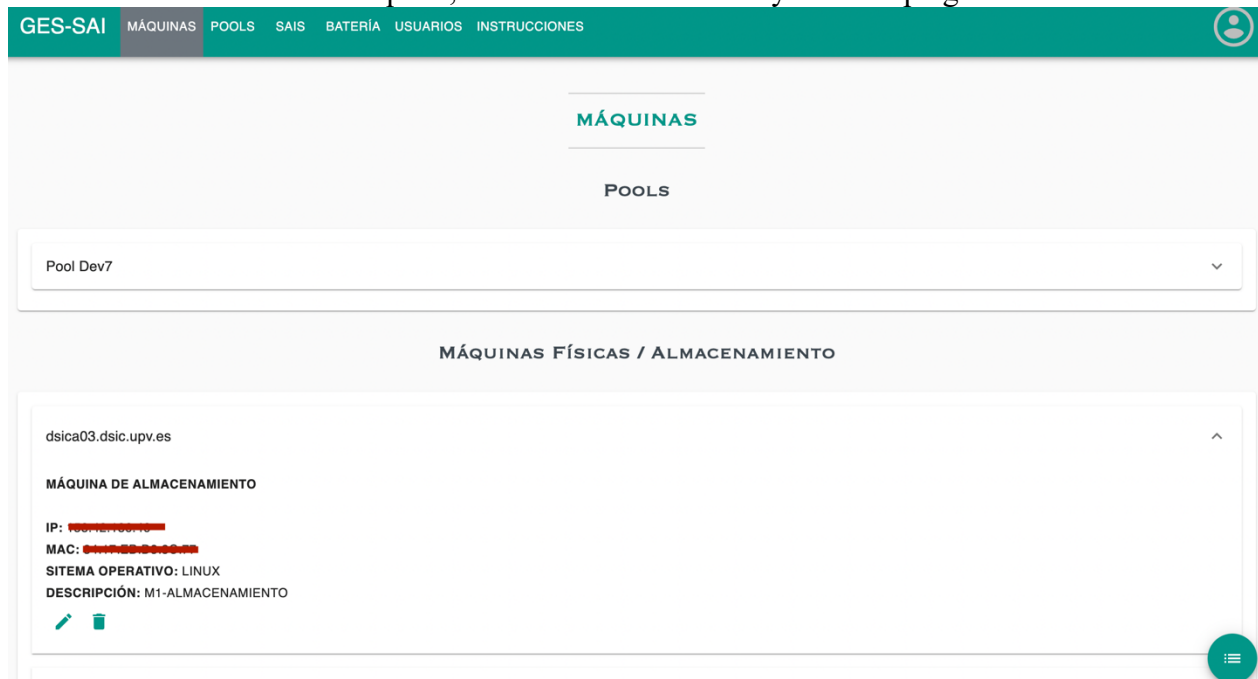 GES-SAI MÁQUINAS POOLS SAIS BATERÍA USUARIOS INSTRUCCIONES
MÁQUINAS
POOLS
Pool Dev7
MÁQUINAS FÍSICAS / ALMACENAMIENTO
dsica03.dsic.upv.es
MÁQUINA DE ALMACENAMIENTO
IP:
MAC:
SITEMA OPERATIVO: LINUX
DESCRIPCIÓN: M1-ALMACENAMIENTO